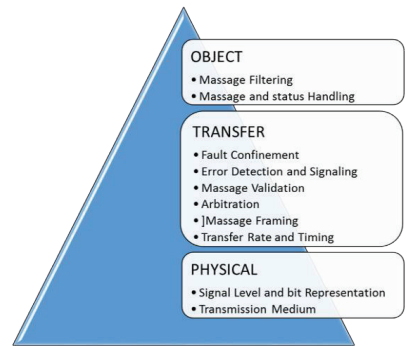 OBJECT
• Massage Filtering
• Massage and status Handling
TRANSFER
• Fault Confinement
• Error Detection and Signaling
• Massage Validation
• Arbitration
• ]Massage Framing
• Transfer Rate and Timing
PHYSICAL
• Signal Level and bit Representation
• Transmission Medium